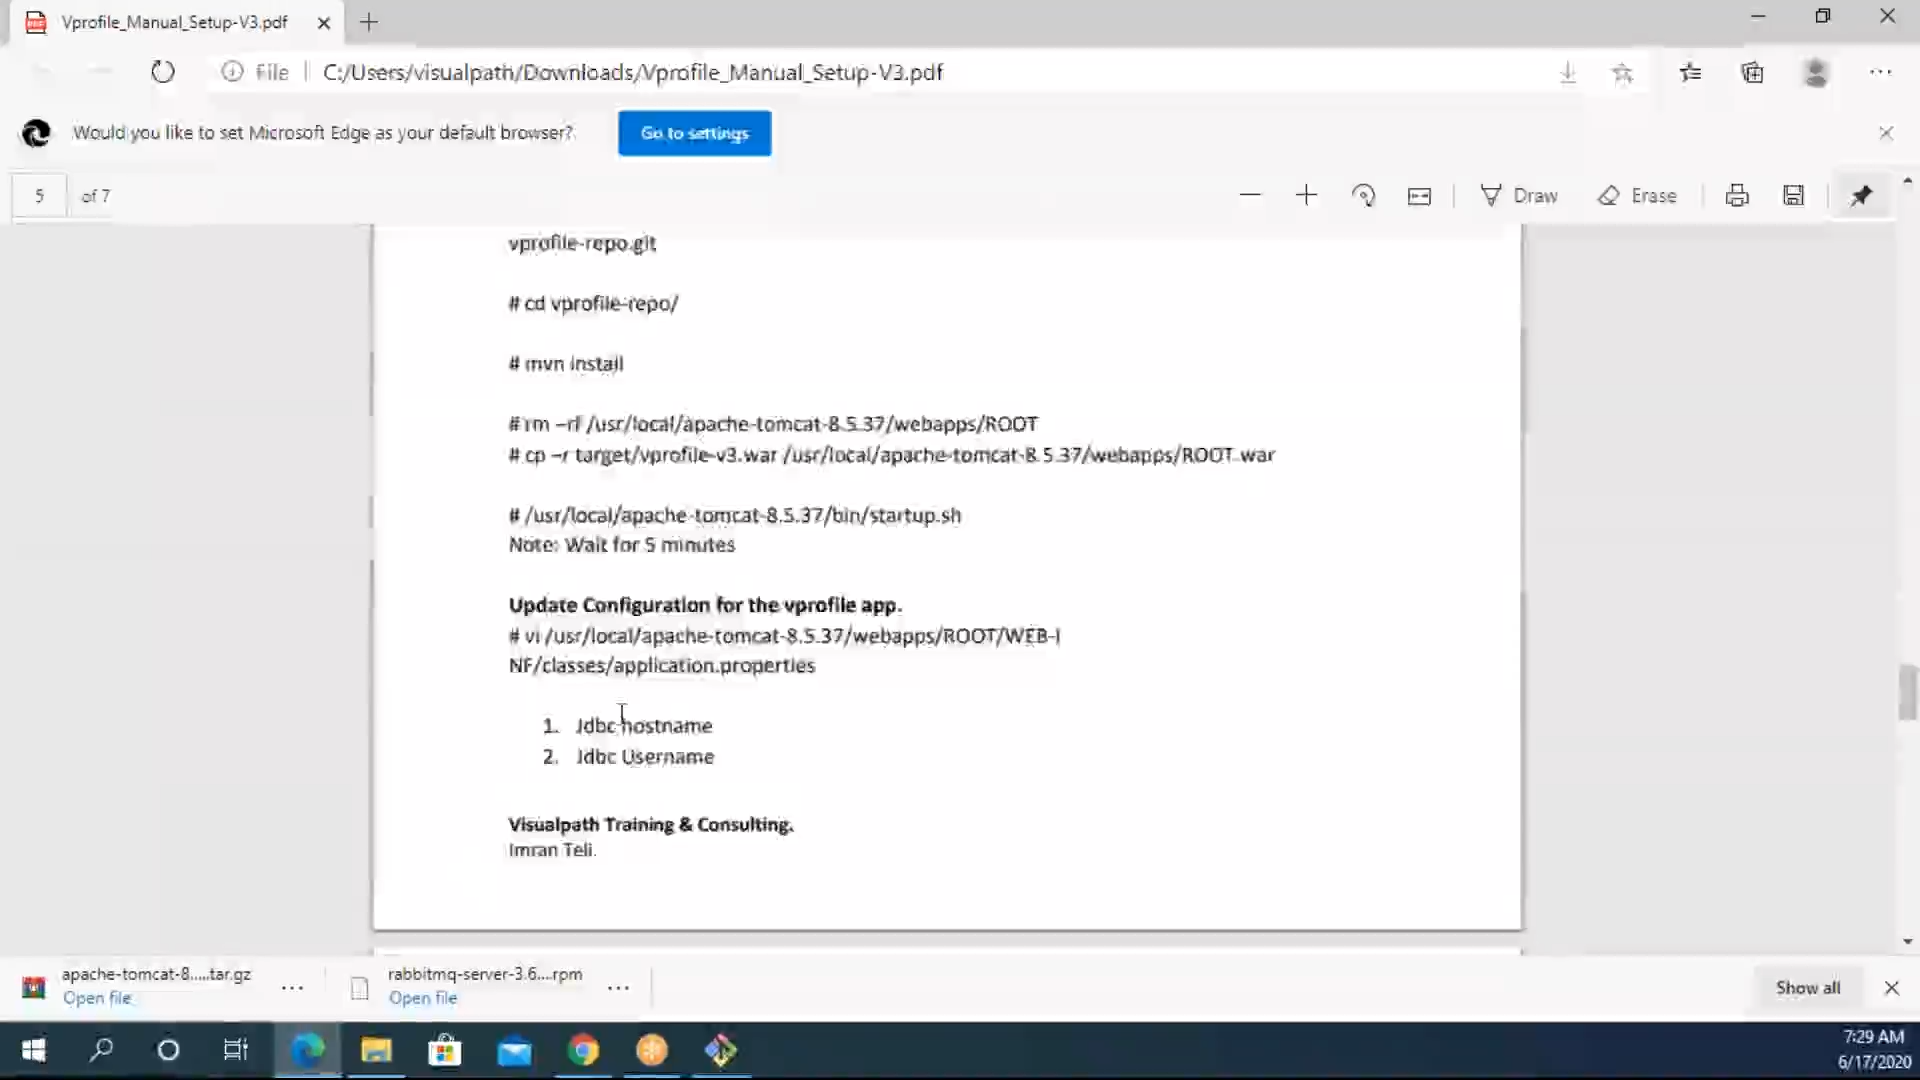 Vprofile_Manual_Setup-V3.pdf
File | C:/Users/visualpath/Downloads/Vprofile_Manual_Setup-V3.pdf
Would you like to set Microsoft Edge as your default browser?
Go to settings
5 of 7
Draw
Erase
vprofile-repo.git
# cd vprofile-repo/
# mvn install
# rm –rf /usr/local/apache-tomcat-8.5.37/webapps/ROOT
# cp –r target/vprofile-v3.war /usr/local/apache-tomcat-8.5.37/webapps/ROOT.war
# /usr/local/apache-tomcat-8.5.37/bin/startup.sh
Note: Wait for 5 minutes
Update Configuration for the vprofile app.
# vi /usr/local/apache-tomcat-8.5.37/webapps/ROOT/WEB-I
NF/classes/application.properties
1. Jdbc hostname
2. Jdbc Username
Visualpath Training & Consulting.
Imran Teli.
apache-tomcat-8.....tar.gz
Open file
rabbitmq-server-3.6....rpm
Open file
Show all
7:29 AM
6/17/2020